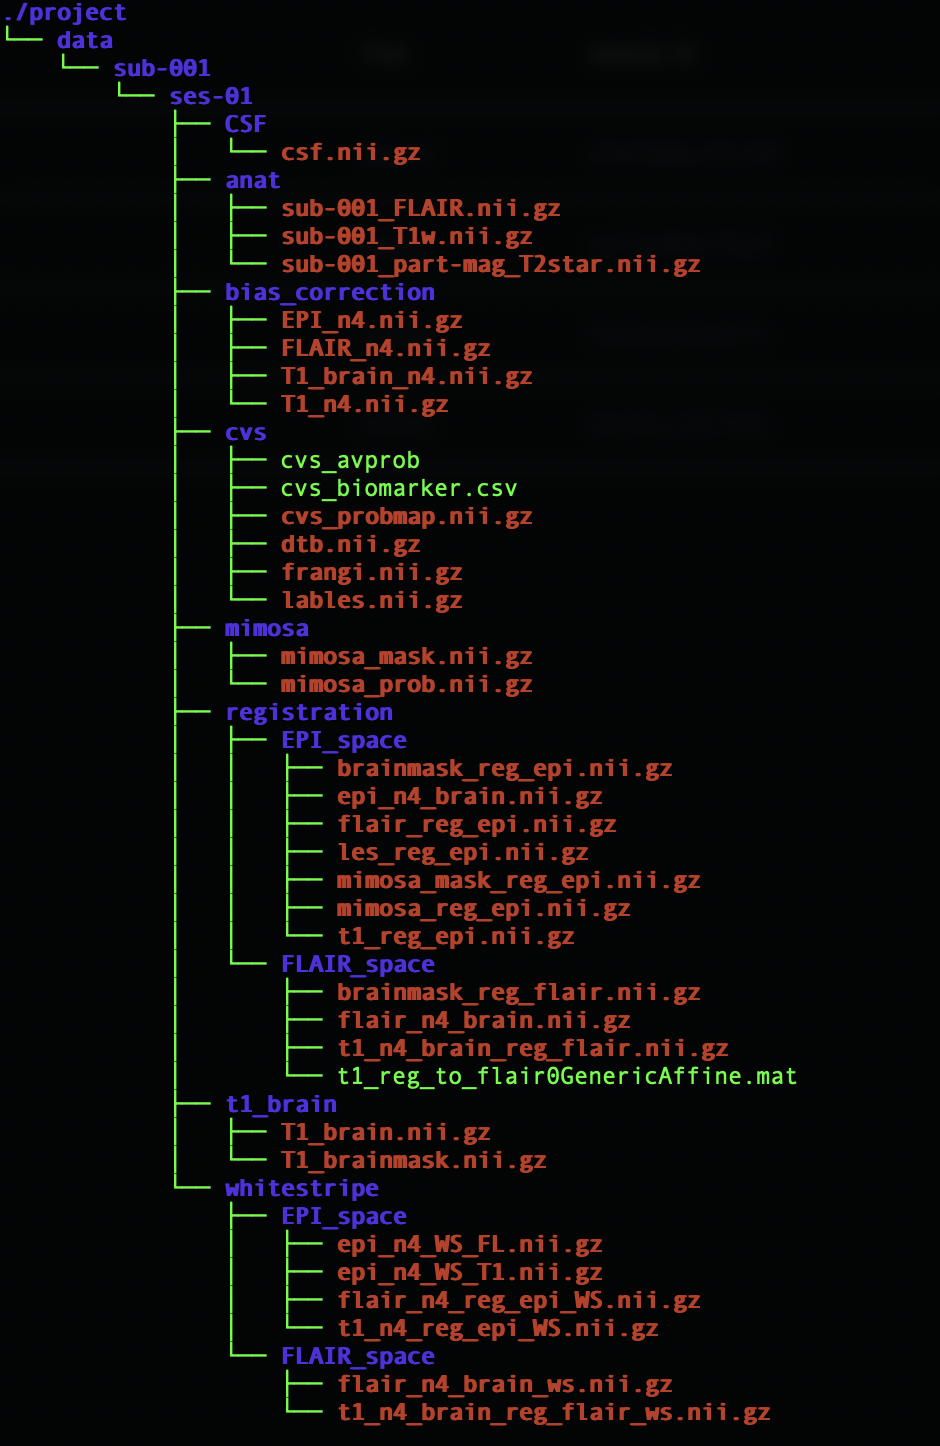 ./project
└── data
    └── sub-001
        └── ses-01
            ├── CSF
            │   └── csf.nii.gz
            ├── anat
            │   ├── sub-001_FLAIR.nii.gz
            │   ├── sub-001_T1w.nii.gz
            │   └── sub-001_part-mag_T2star.nii.gz
            ├── bias_correction
            │   ├── EPI_n4.nii.gz
            │   ├── FLAIR_n4.nii.gz
            │   ├── T1_brain_n4.nii.gz
            │   └── T1_n4.nii.gz
            ├── cvs
            │   ├── cvs_avprob
            │   ├── cvs_biomarker.csv
            │   ├── cvs_probmap.nii.gz
            │   ├── dtb.nii.gz
            │   ├── frangi.nii.gz
            │   └── lables.nii.gz
            ├── mimosa
            │   ├── mimosa_mask.nii.gz
            │   └── mimosa_prob.nii.gz
            ├── registration
            │   ├── EPI_space
            │   │   ├── brainmask_reg_epi.nii.gz
            │   │   ├── epi_n4_brain.nii.gz
            │   │   ├── flair_reg_epi.nii.gz
            │   │   ├── les_reg_epi.nii.gz
            │   │   ├── mimosa_mask_reg_epi.nii.gz
            │   │   ├── mimosa_reg_epi.nii.gz
            │   │   └── t1_reg_epi.nii.gz
            │   └── FLAIR_space
            │       ├── brainmask_reg_flair.nii.gz
            │       ├── flair_n4_brain.nii.gz
            │       ├── t1_n4_brain_reg_flair.nii.gz
            │       └── t1_reg_to_flair0GenericAffine.mat
            ├── t1_brain
            │   ├── T1_brain.nii.gz
            │   └── T1_brainmask.nii.gz
            └── whitestripe
                ├── EPI_space
                │   ├── epi_n4_WS_FL.nii.gz
                │   ├── epi_n4_WS_T1.nii.gz
                │   ├── flair_n4_reg_epi_WS.nii.gz
                │   └── t1_n4_reg_epi_WS.nii.gz
                └── FLAIR_space
                    ├── flair_n4_brain_ws.nii.gz
                    └── t1_n4_brain_reg_flair_ws.nii.gz